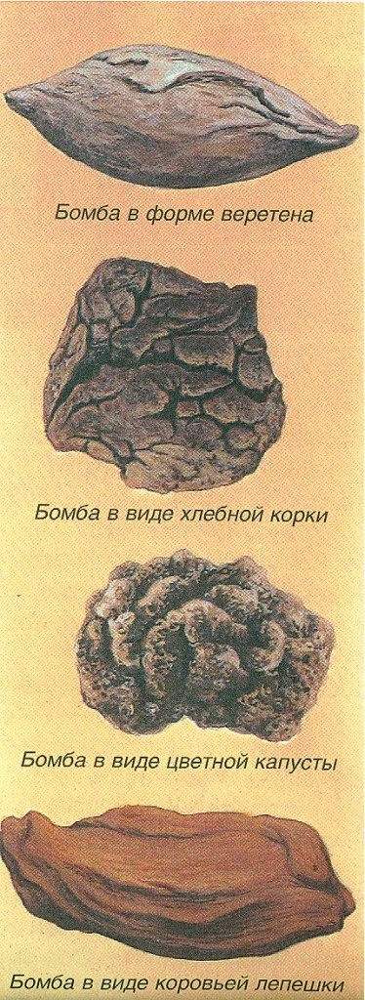 Бомба в форме веретена
Бомба в виде хлебной корки
Бомба в виде цветной капусты
Бомба в виде коровьей лепешки